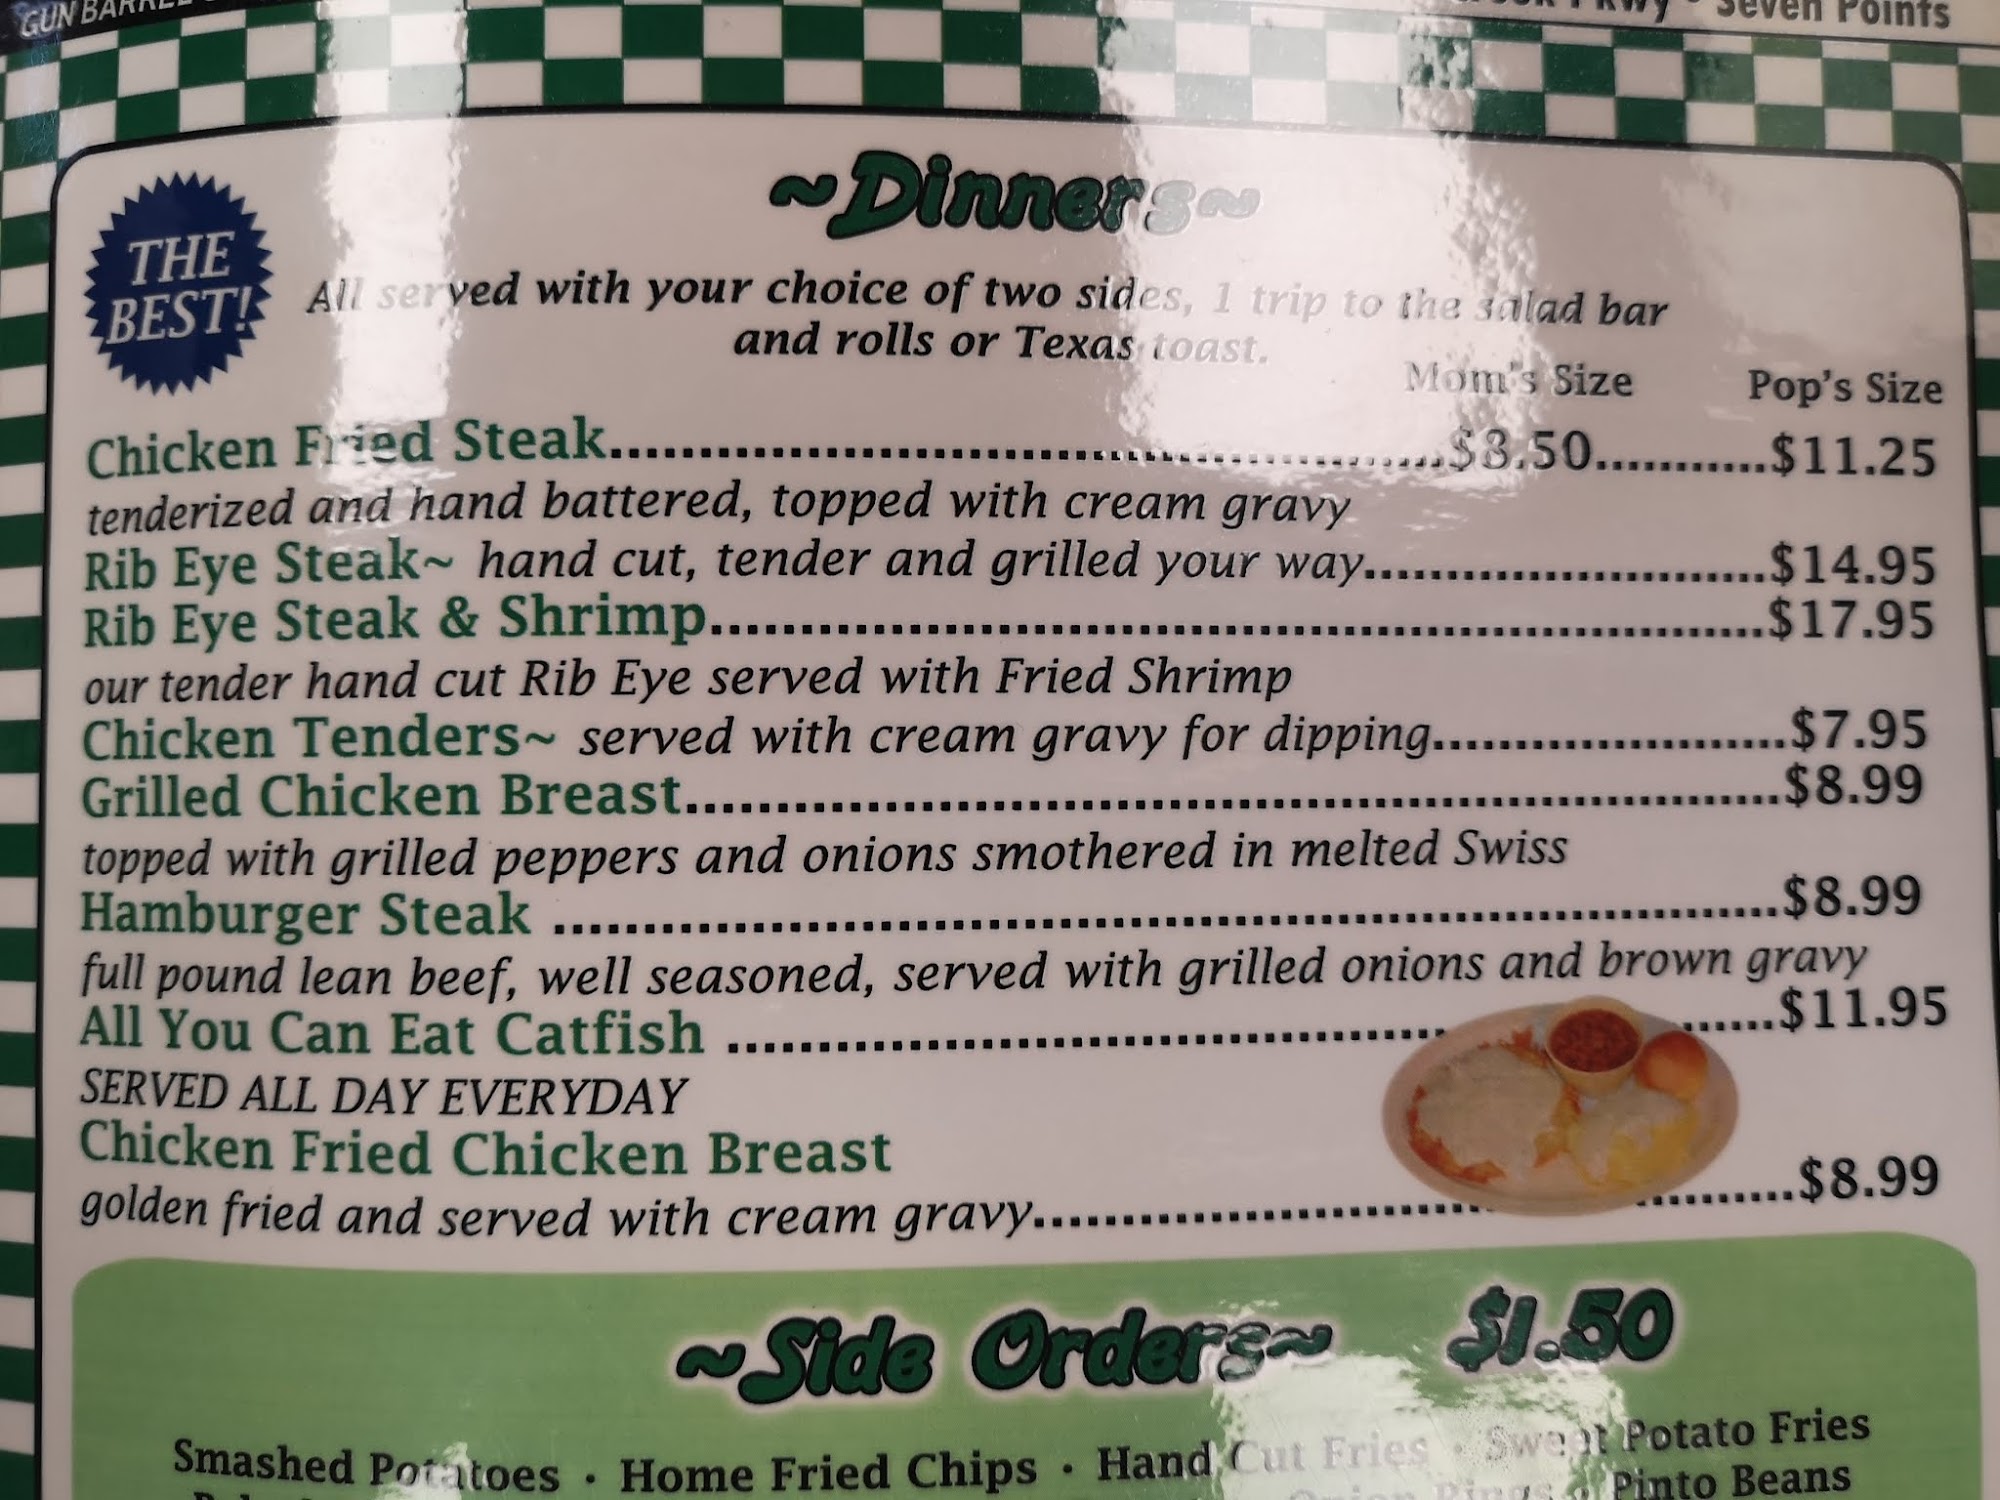 GUN BARREL
Pkwy · Seven Points
~Dinners~
THE
BEST!
All served with your choice of two sides, 1 trip to the salad bar
and rolls or Texas toast.
Mom's Size Pop's Size
Chicken Fried Steak..........$8.50..........$11.25
tenderized and hand battered, topped with cream gravy
Rib Eye Steak~ hand cut, tender and grilled your way..........$14.95
Rib Eye Steak & Shrimp..........$17.95
our tender hand cut Rib Eye served with Fried Shrimp
Chicken Tenders~ served with cream gravy for dipping..........$7.95
Grilled Chicken Breast..........$8.99
topped with grilled peppers and onions smothered in melted Swiss
Hamburger Steak ..........$8.99
full pound lean beef, well seasoned, served with grilled onions and brown gravy
All You Can Eat Catfish ..........$11.95
SERVED ALL DAY EVERYDAY
Chicken Fried Chicken Breast
golden fried and served with cream gravy..........$8.99
~Side Orders~ $1.50
Smashed Potatoes · Home Fried Chips · Hand Cut Fries · Sweet Potato Fries
Onion Rings · Pinto Beans